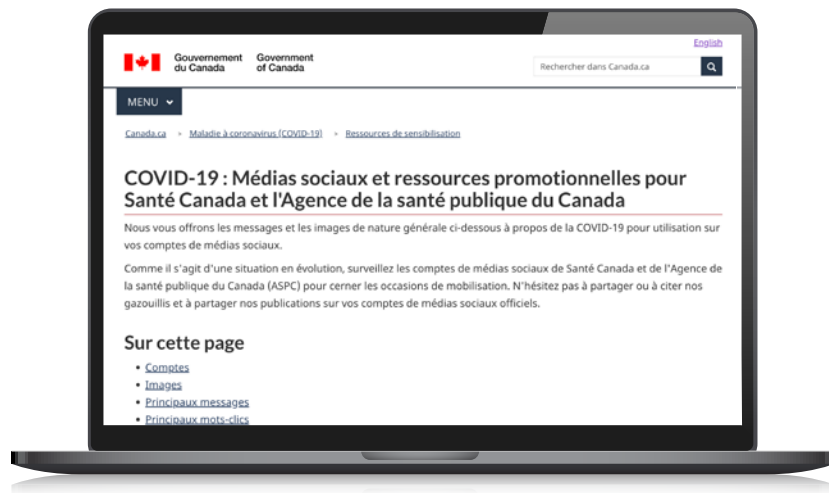 English
Gouvernement Government
du Canada of Canada
Rechercher dans Canada.ca
MENU
Canada.ca > Maladie à coronavirus (COVID-19) > Ressources de sensibilisation
COVID-19 : Médias sociaux et ressources promotionnelles pour
Santé Canada et l'Agence de la santé publique du Canada
Nous vous offrons les messages et les images de nature générale ci-dessous à propos de la COVID-19 pour utilisation sur
vos comptes de médias sociaux.
Comme il s'agit d'une situation en évolution, surveillez les comptes de médias sociaux de Santé Canada et de l'Agence de
la santé publique du Canada (ASPC) pour cerner les occasions de mobilisation. N'hésitez pas à partager ou à citer nos
gazouillis et à partager nos publications sur vos comptes de médias sociaux officiels.
Sur cette page
• Comptes
• Images
• Principaux messages
• Principaux mots-clics